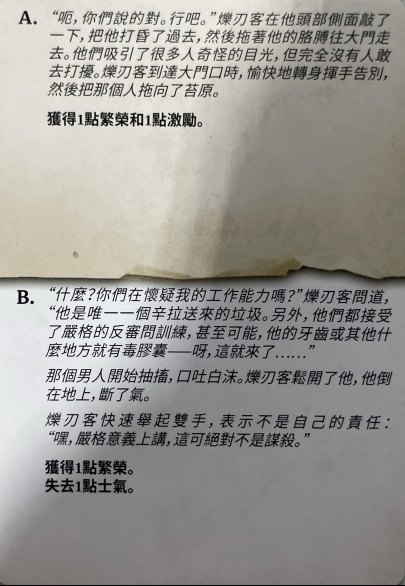 A. “呃，你們說的對。行吧。”爍刃客在他頭部側面敲了
一下，把他打昏了過去，然後拖著他的胳膊往大門走
去。他們吸引了很多人奇怪的目光，但完全沒有人敢
去打擾。爍刃客到達大門口時，愉快地轉身揮手告別，
然後把那個人拖向了苔原。
獲得1點繁榮和1點激勵。
B. “什麼？你們在懷疑我的工作能力嗎？”爍刃客問道，
“他是唯一一個辛拉送來的垃圾。另外，他們都接受
了嚴格的反審問訓練，甚至可能，他的牙齒或其他什
麼地方就有毒膠囊——呀，這就來了……”
那個男人開始抽搐，口吐白沫。爍刃客鬆開了他，他倒
在地上，斷了氣。
爍刃客快速舉起雙手，表示不是自己的責任：
“嘿，嚴格意義上講，這可絕對不是謀殺。”
獲得1點繁榮。
失去1點士氣。